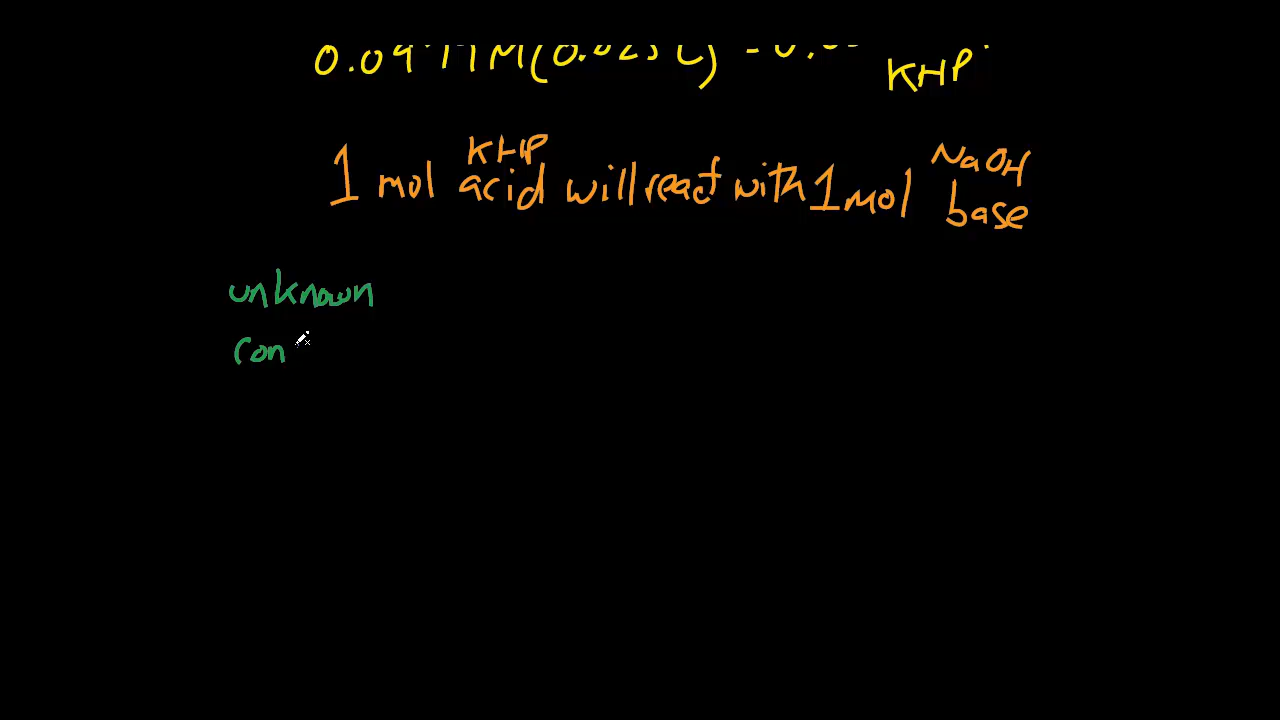 KHP
KHP NaOH
1 mol acid will react with 1 mol base
unknown
con